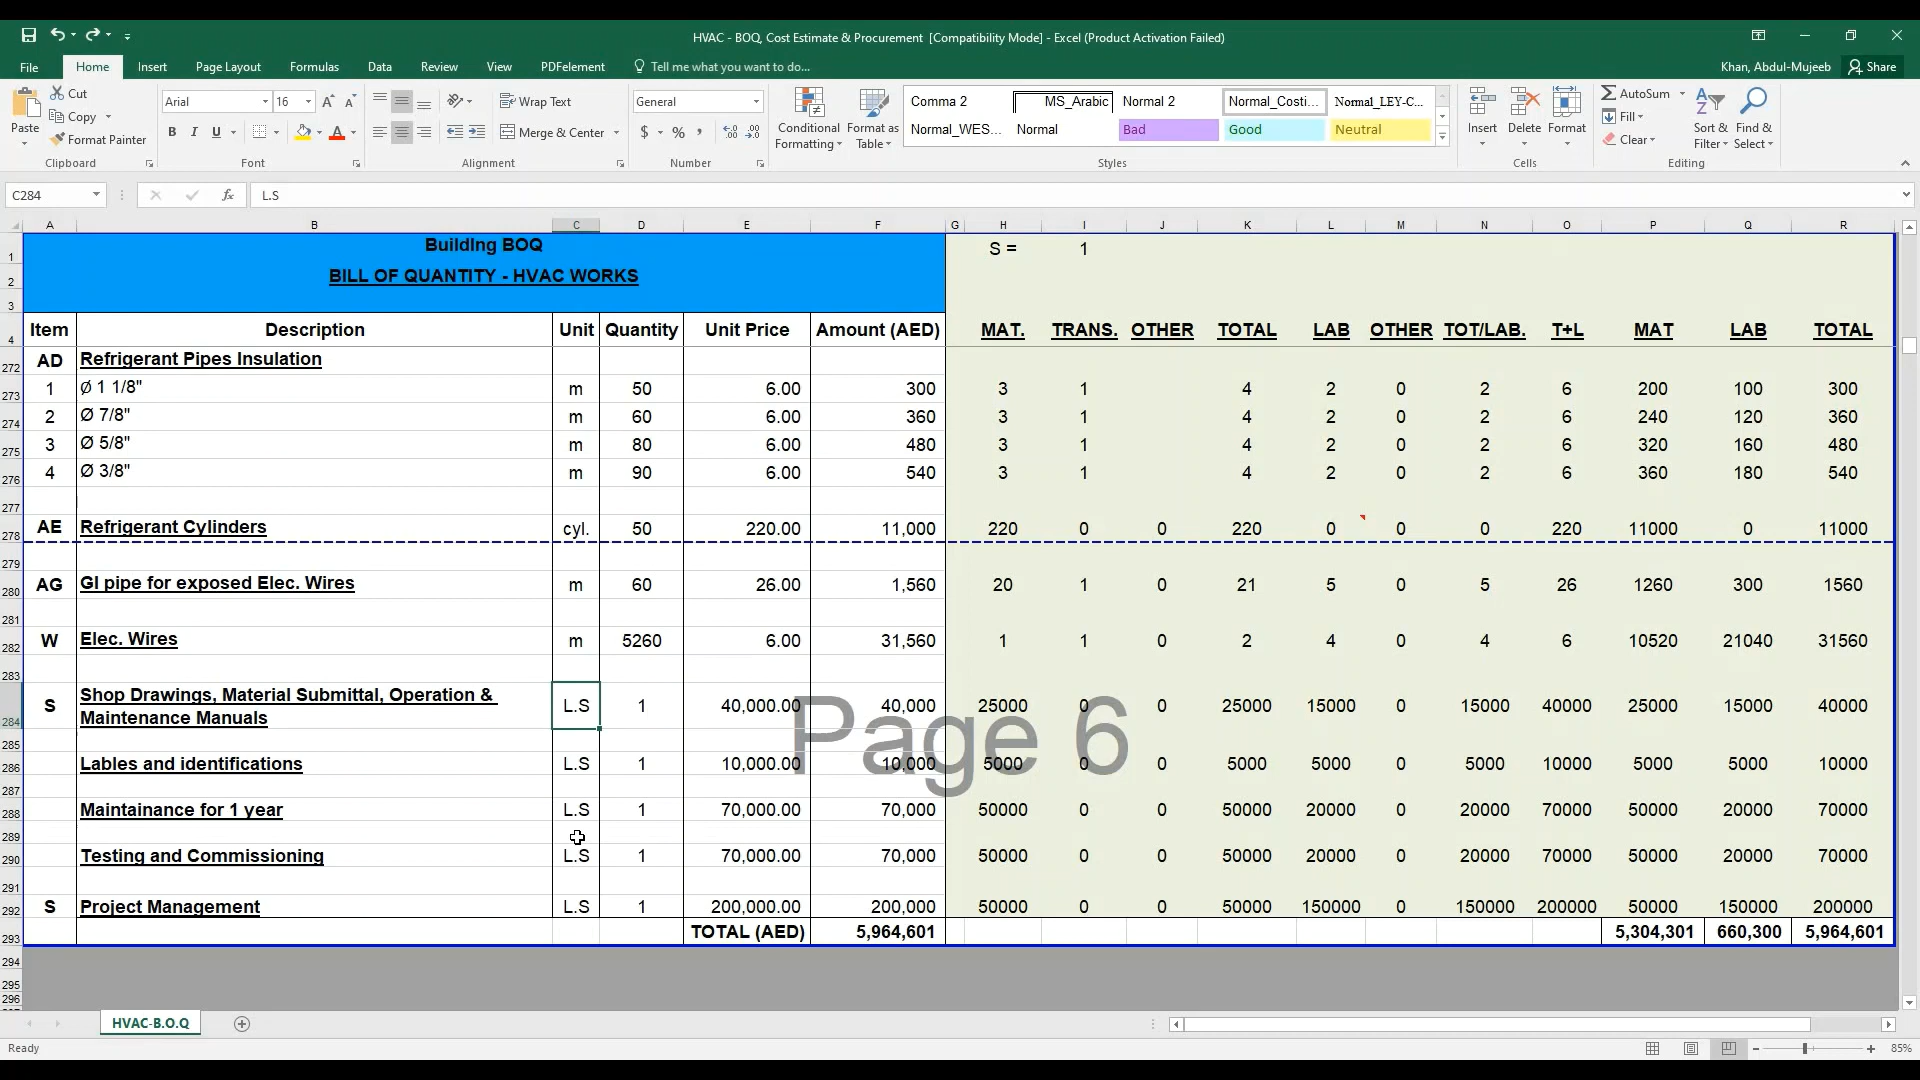 HVAC - BOQ, Cost Estimate & Procurement [Compatibility Mode] - Excel (Product Activation Failed)
File Home Insert Page Layout Formulas Data Review View PDFelement Tell me what you want to do... Khan, Abdul-Mujeeb Share
Paste Cut Copy Format Painter Clipboard
Arial 16 A A B I U A Font
Wrap Text Merge & Center Alignment
General $ % , Number
Conditional Formatting Format as Table
Comma 2 MS_Arabic Normal 2 Normal_Costi... Normal_LEY-C...
Normal_WES... Normal Bad Good Neutral
Styles
Insert Delete Format Cells
AutoSum Fill Clear Sort & Filter Find & Select Editing
C284 fx L.S
A B C D E F G H I J K L M N O P Q R
1 Building BOQ S = 1
2 BILL OF QUANTITY - HVAC WORKS
3
4 Item Description Unit Quantity Unit Price Amount (AED) MAT. TRANS. OTHER TOTAL LAB OTHER TOT/LAB. T+L MAT LAB TOTAL
272 AD Refrigerant Pipes Insulation
273 1 Ø 1 1/8" m 50 6.00 300 3 1 4 2 0 2 6 200 100 300
274 2 Ø 7/8" m 60 6.00 360 3 1 4 2 0 2 6 240 120 360
275 3 Ø 5/8" m 80 6.00 480 3 1 4 2 0 2 6 320 160 480
276 4 Ø 3/8" m 90 6.00 540 3 1 4 2 0 2 6 360 180 540
277
278 AE Refrigerant Cylinders cyl. 50 220.00 11,000 220 0 0 220 0 0 0 220 11000 0 11000
279
280 AG GI pipe for exposed Elec. Wires m 60 26.00 1,560 20 1 0 21 5 0 5 26 1260 300 1560
281
282 W Elec. Wires m 5260 6.00 31,560 1 1 0 2 4 0 4 6 10520 21040 31560
283
284 S Shop Drawings, Material Submittal, Operation & Maintenance Manuals L.S 1 40,000.00 40,000 25000 0 0 25000 15000 0 15000 40000 25000 15000 40000
Page 6
285
286 Lables and identifications L.S 1 10,000.00 10,000 5000 0 0 5000 5000 0 5000 10000 5000 5000 10000
287
288 Maintainance for 1 year L.S 1 70,000.00 70,000 50000 0 0 50000 20000 0 20000 70000 50000 20000 70000
289
290 Testing and Commissioning L.S 1 70,000.00 70,000 50000 0 0 50000 20000 0 20000 70000 50000 20000 70000
291
292 S Project Management L.S 1 200,000.00 200,000 50000 0 0 50000 150000 0 150000 200000 50000 150000 200000
293 TOTAL (AED) 5,964,601 5,304,301 660,300 5,964,601
294
295
296
HVAC-B.O.Q
Ready 85%